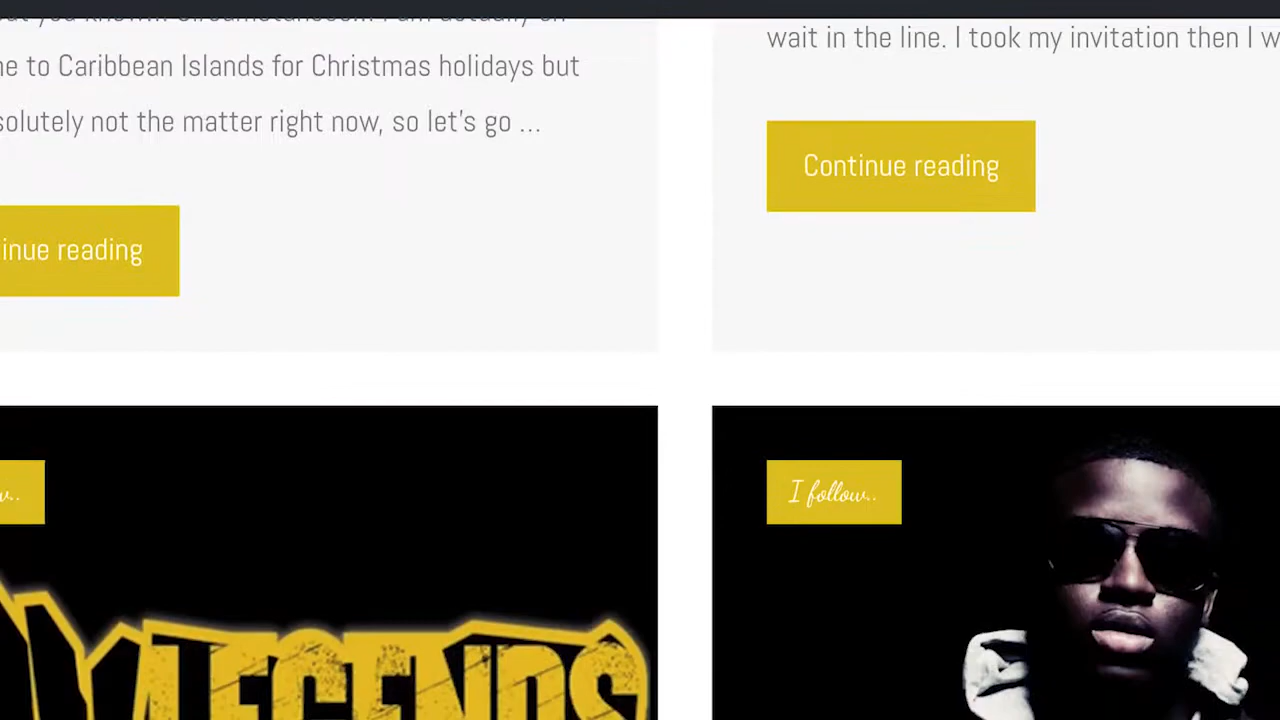 ne to Caribbean Islands for Christmas holidays but
solutely not the matter right now, so let's go ...
inue reading
wait in the line. I took my invitation then I w
Continue reading
w..
LEGENDS
I follow..